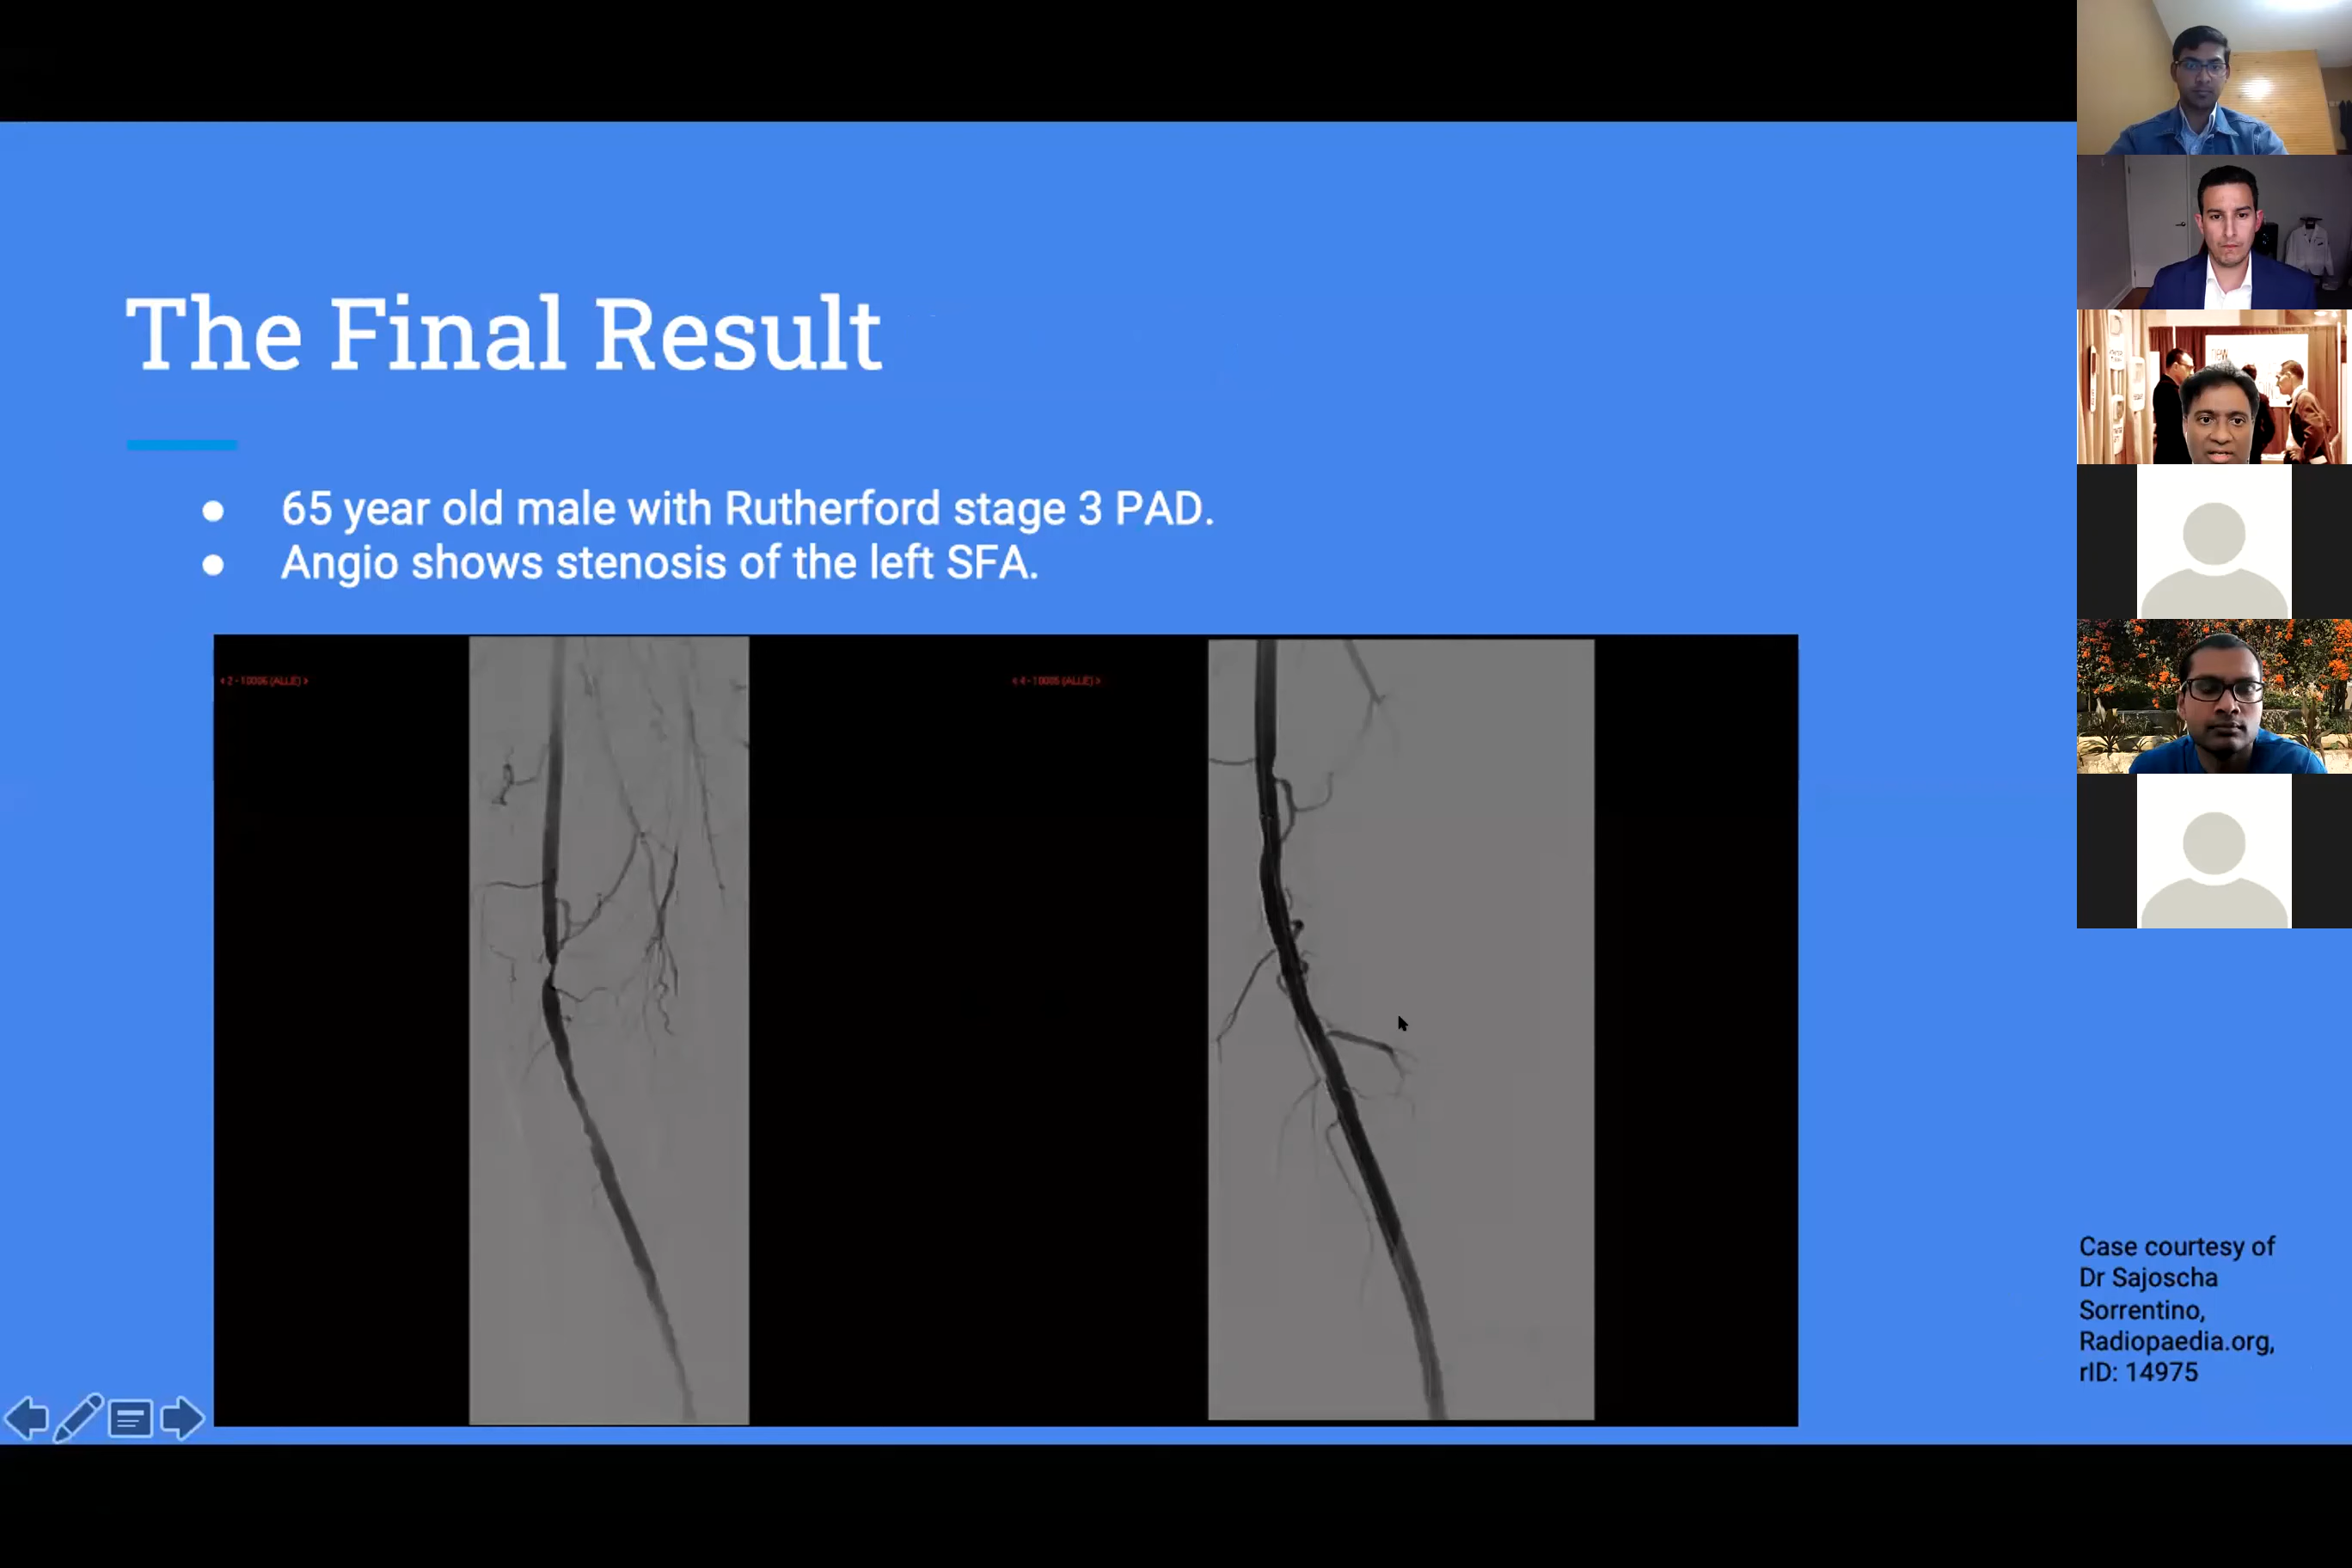 The Final Result
● 65 year old male with Rutherford stage 3 PAD.
● Angio shows stenosis of the left SFA.
Case courtesy of
Dr Sajoscha
Sorrentino,
Radiopaedia.org,
rID: 14975